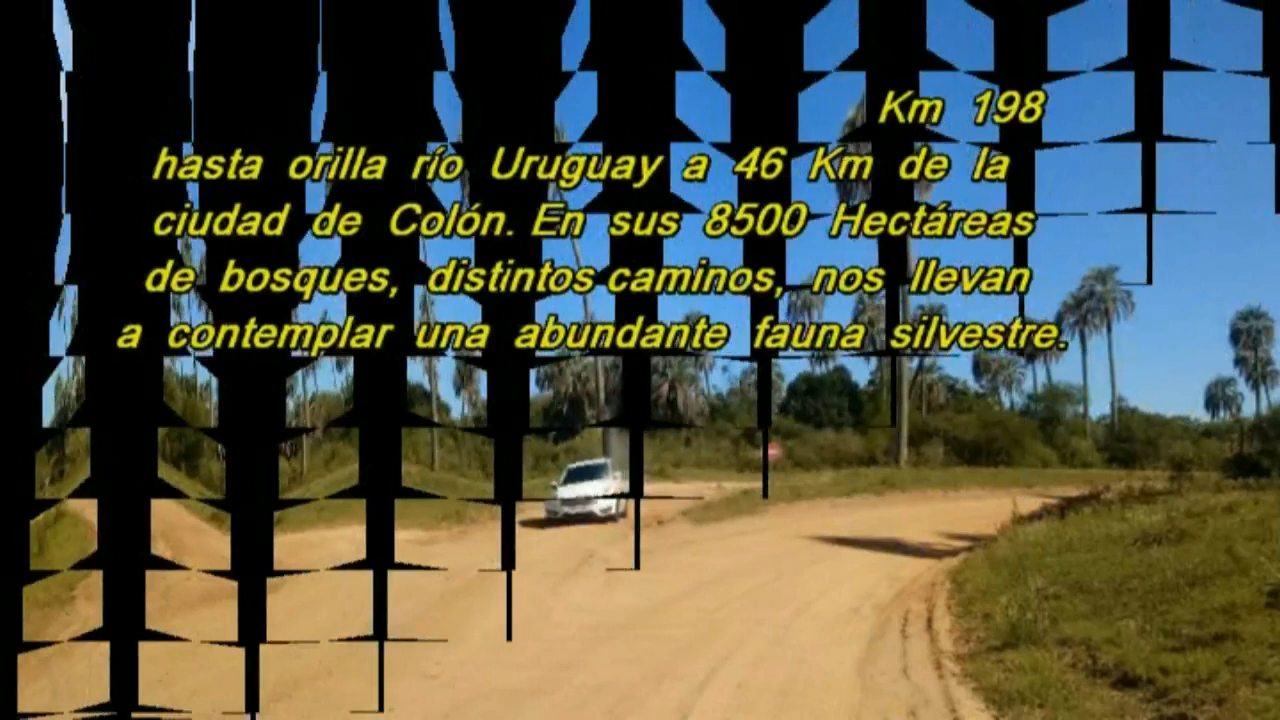 Km 198
hasta orilla río Uruguay a 46 Km de la
ciudad de Colón. En sus 8500 Hectáreas
de bosques, distintos caminos, nos llevan
a contemplar una abundante fauna silvestre.